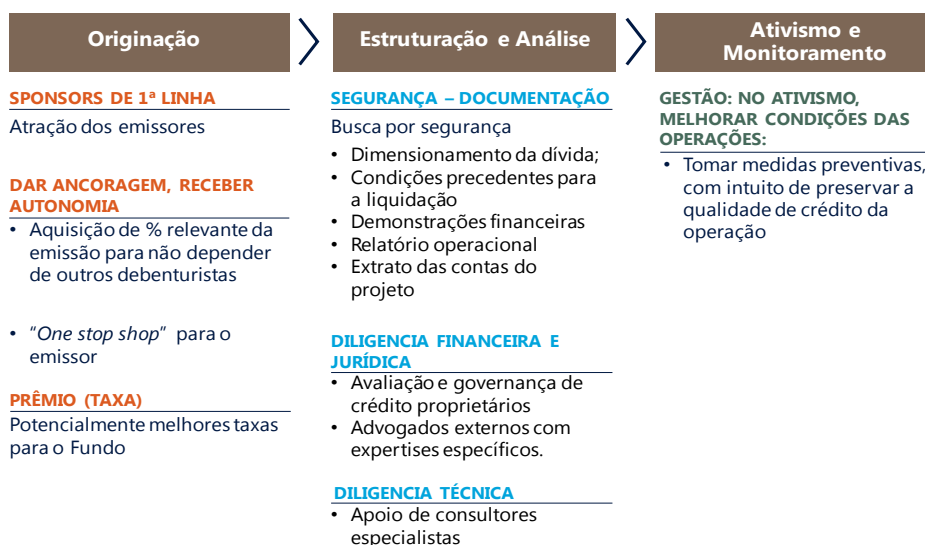 Originação
SPONSORS DE 1ª LINHA
Atração dos emissores
DAR ANCORAGEM, RECEBER
AUTONOMIA
• Aquisição de % relevante da
emissão para não depender
de outros debenturistas
• “One stop shop” para o
emissor
PRÊMIO (TAXA)
Potencialmente melhores taxas
para o Fundo
Estruturação e Análise
SEGURANÇA – DOCUMENTAÇÃO
Busca por segurança
• Dimensionamento da dívida;
• Condições precedentes para
a liquidação
• Demonstrações financeiras
• Relatório operacional
• Extrato das contas do
projeto
DILIGENCIA FINANCEIRA E
JURÍDICA
• Avaliação e governança de
crédito proprietários
• Advogados externos com
expertises específicos.
DILIGENCIA TÉCNICA
• Apoio de consultores
especialistas
Ativismo e
Monitoramento
GESTÃO: NO ATIVISMO,
MELHORAR CONDIÇÕES DAS
OPERAÇÕES:
• Tomar medidas preventivas,
com intuito de preservar a
qualidade de crédito da
operação